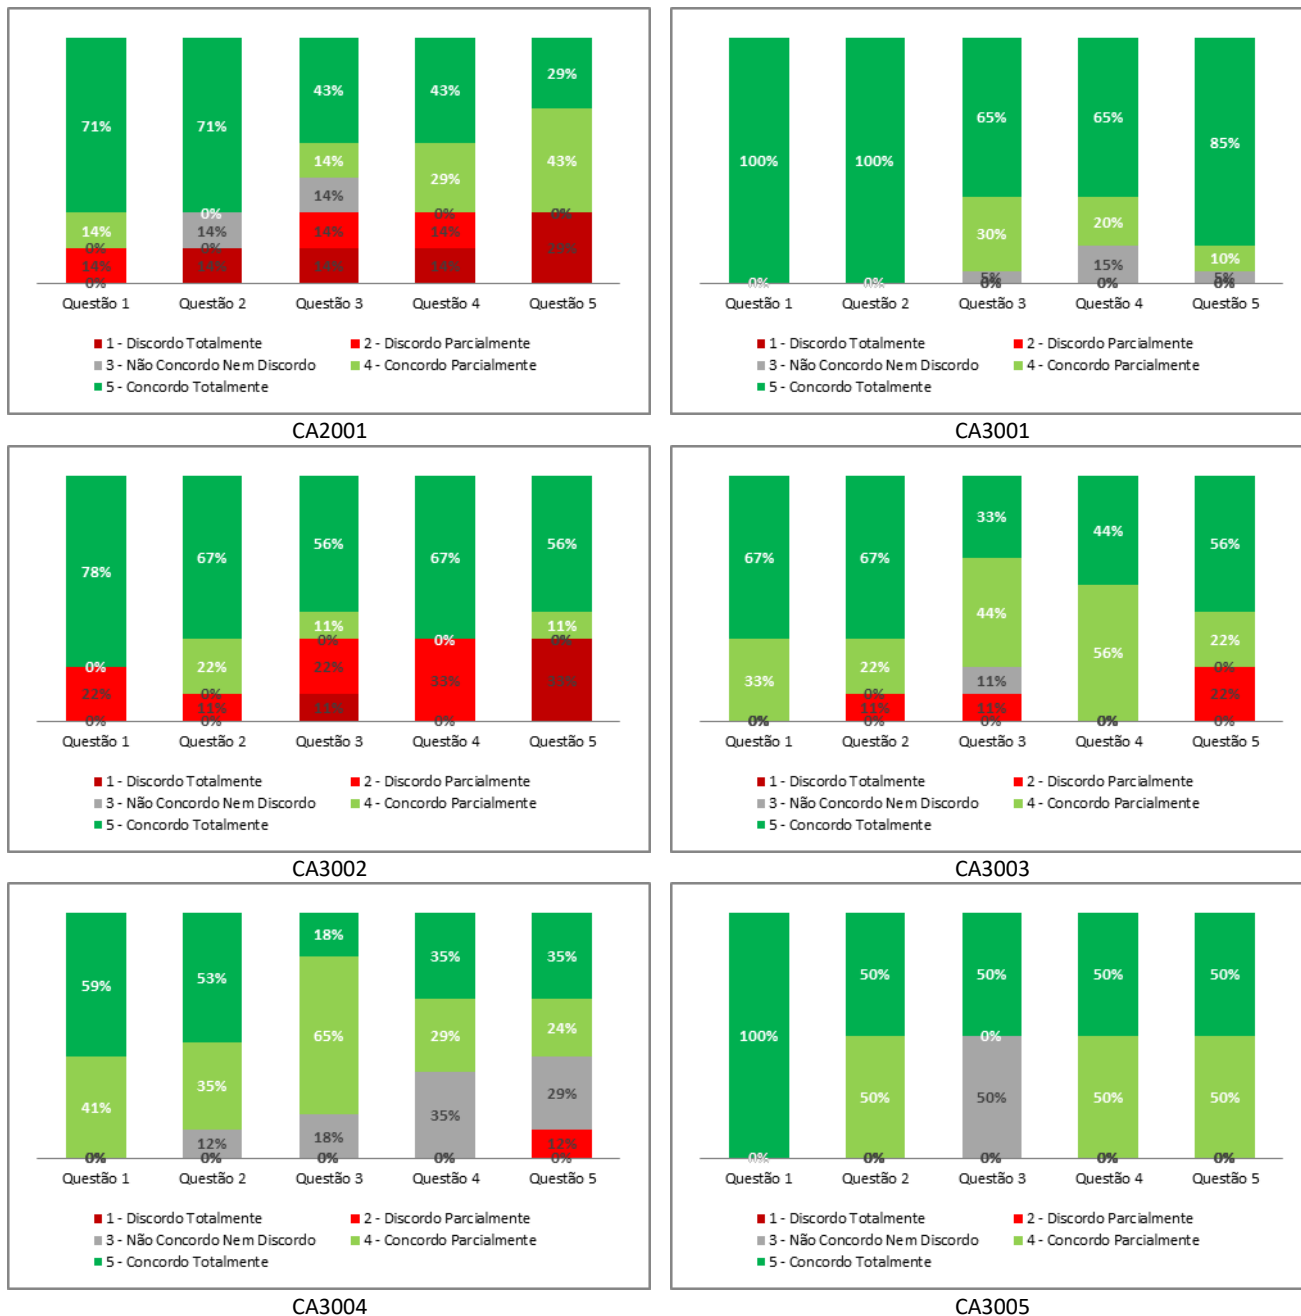 71% 71% 43% 43% 29%
14% 29% 43%
0% 14%
14% 14% 14% 0% 0%
0% 0% 14% 14% 29%
14% 14% 14% 14%
0%
Questão 1 Questão 2 Questão 3 Questão 4 Questão 5
1 - Discordo Totalmente 2 - Discordo Parcialmente
3 - Não Concordo Nem Discordo 4 - Concordo Parcialmente
5 - Concordo Totalmente
CA2001
100% 100% 65% 65% 85%
30% 20% 10%
5% 15% 5%
0% 0% 0% 0% 0%
Questão 1 Questão 2 Questão 3 Questão 4 Questão 5
1 - Discordo Totalmente 2 - Discordo Parcialmente
3 - Não Concordo Nem Discordo 4 - Concordo Parcialmente
5 - Concordo Totalmente
CA3001
78% 67% 56% 67% 56%
11% 11%
0% 22% 0% 0% 0%
22% 0% 22% 33% 33%
11% 11%
0% 0% 0%
Questão 1 Questão 2 Questão 3 Questão 4 Questão 5
1 - Discordo Totalmente 2 - Discordo Parcialmente
3 - Não Concordo Nem Discordo 4 - Concordo Parcialmente
5 - Concordo Totalmente
CA3002
67% 67% 33% 44% 56%
33% 22% 44% 56% 22%
0% 11% 0%
11% 11% 22%
0% 0% 0% 0% 0%
Questão 1 Questão 2 Questão 3 Questão 4 Questão 5
1 - Discordo Totalmente 2 - Discordo Parcialmente
3 - Não Concordo Nem Discordo 4 - Concordo Parcialmente
5 - Concordo Totalmente
CA3003
59% 53% 18% 35% 35%
41% 35% 65% 29% 24%
12% 18% 35% 29%
12%
0% 0% 0% 0% 0%
Questão 1 Questão 2 Questão 3 Questão 4 Questão 5
1 - Discordo Totalmente 2 - Discordo Parcialmente
3 - Não Concordo Nem Discordo 4 - Concordo Parcialmente
5 - Concordo Totalmente
CA3004
100% 50% 50% 50% 50%
0%
50% 50% 50% 50%
0% 0% 0% 0% 0%
Questão 1 Questão 2 Questão 3 Questão 4 Questão 5
1 - Discordo Totalmente 2 - Discordo Parcialmente
3 - Não Concordo Nem Discordo 4 - Concordo Parcialmente
5 - Concordo Totalmente
CA3005